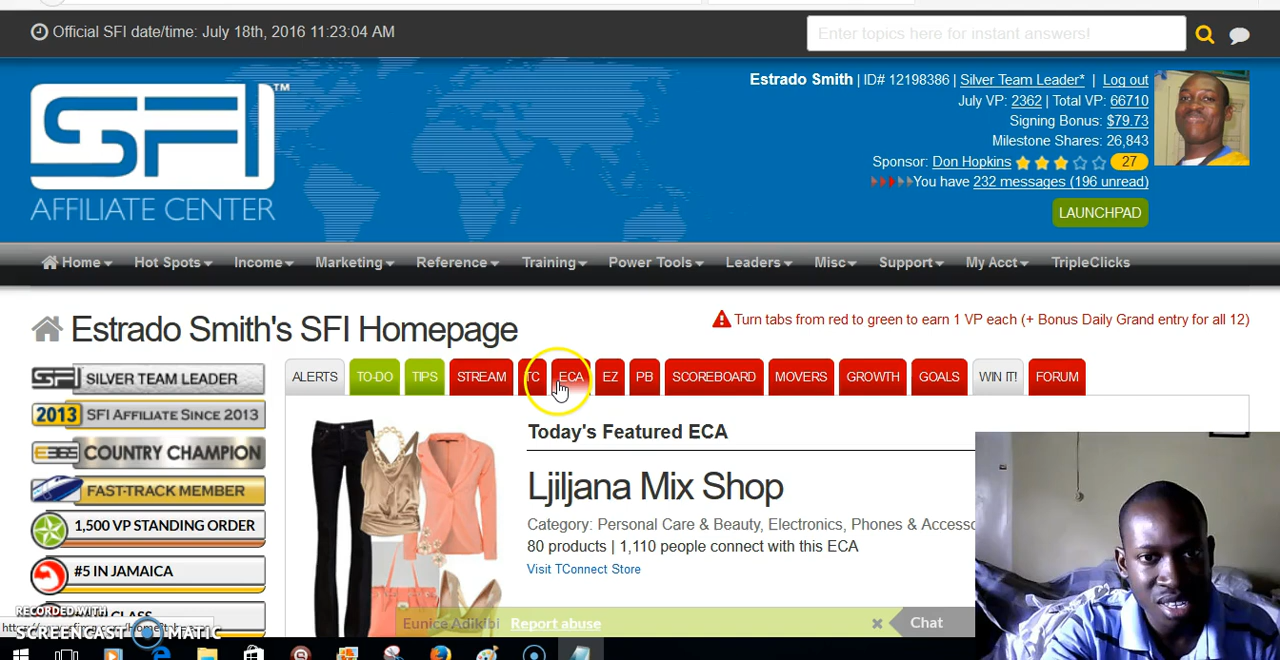 Official SFI date/time: July 18th, 2016 11:23:04 AM
Enter topics here for instant answers!
SFI™
AFFILIATE CENTER
Estrado Smith | ID# 12198386 | Silver Team Leader* | Log out
July VP: 2362 | Total VP: 66710
Signing Bonus: $79.73
Milestone Shares: 26,843
Sponsor: Don Hopkins 27
You have 232 messages (196 unread)
LAUNCHPAD
Home Hot Spots Income Marketing Reference Training Power Tools Leaders Misc Support My Acct TripleClicks
Estrado Smith's SFI Homepage
Turn tabs from red to green to earn 1 VP each (+ Bonus Daily Grand entry for all 12)
ALERTS TO-DO TIPS STREAM TC ECA EZ PB SCOREBOARD MOVERS GROWTH GOALS WIN IT! FORUM
SFI SILVER TEAM LEADER
2013 SFI AFFILIATE SINCE 2013
E365 COUNTRY CHAMPION
FAST-TRACK MEMBER
1,500 VP STANDING ORDER
#5 IN JAMAICA
Today's Featured ECA
Ljiljana Mix Shop
Category: Personal Care & Beauty, Electronics, Phones &
80 products | 1,110 people connect with this ECA
Visit TConnect Store
Eunice Adikibi Report abuse
Chat
RECORDED WITH
SCREENCAST MATIC